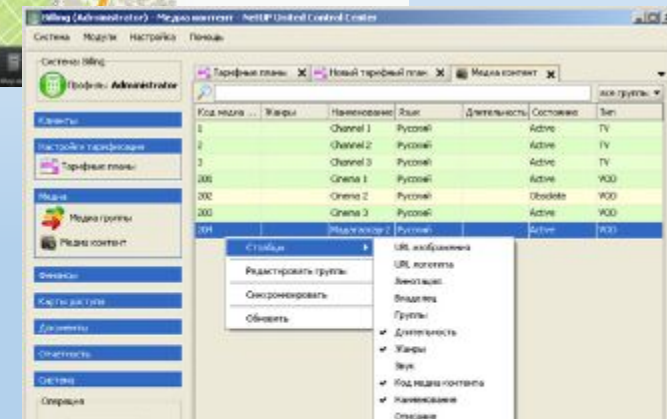 Billing (Administrator) - Медиа контент - NetUP United Control Center
Система Модули Настройка Помощь
Система: Billing
Профиль: Administrator
Тарифные планы Новый тарифный план Медиа контент
все группы
Код медиа ... Жанры Наименование Язык Длительность Состояние Тип
1 Channel 1 Русский Active TV
2 Channel 2 Русский Active TV
3 Channel 3 Русский Active TV
201 Cinema 1 Русский Active VOD
202 Cinema 2 Русский Obsolete VOD
203 Cinema 3 Русский Active VOD
204 Мадагаскар 2 Русский Active VOD
Клиенты
Настройки тарификации
Тарифные планы
Медиа
Медиа группы
Медиа контент
Финансы
Карты доступа
Документы
Отчетность
Система
Операции
Столбцы
Редактировать группы
Синхронизировать
Обновить
URL изображения
URL логотипа
Аннотация
Владелец
Группы
Длительность
Жанры
Звук
Код медиа контента
Наименование
Описание